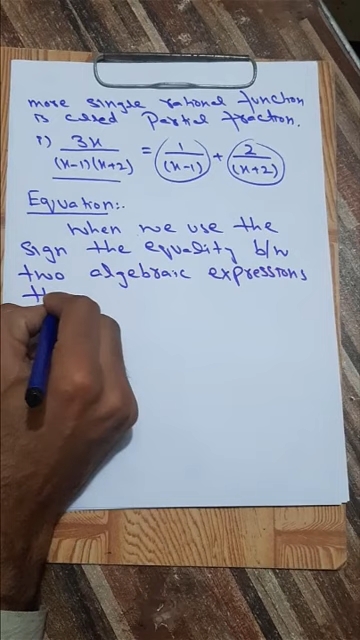 more single rational function
is called Partial fraction.
i) 3x/(x-1)(x+2) = 1/(x-1) + 2/(x+2)
Equation:-
When we use the
sign the equality b/w
two algebraic expressions